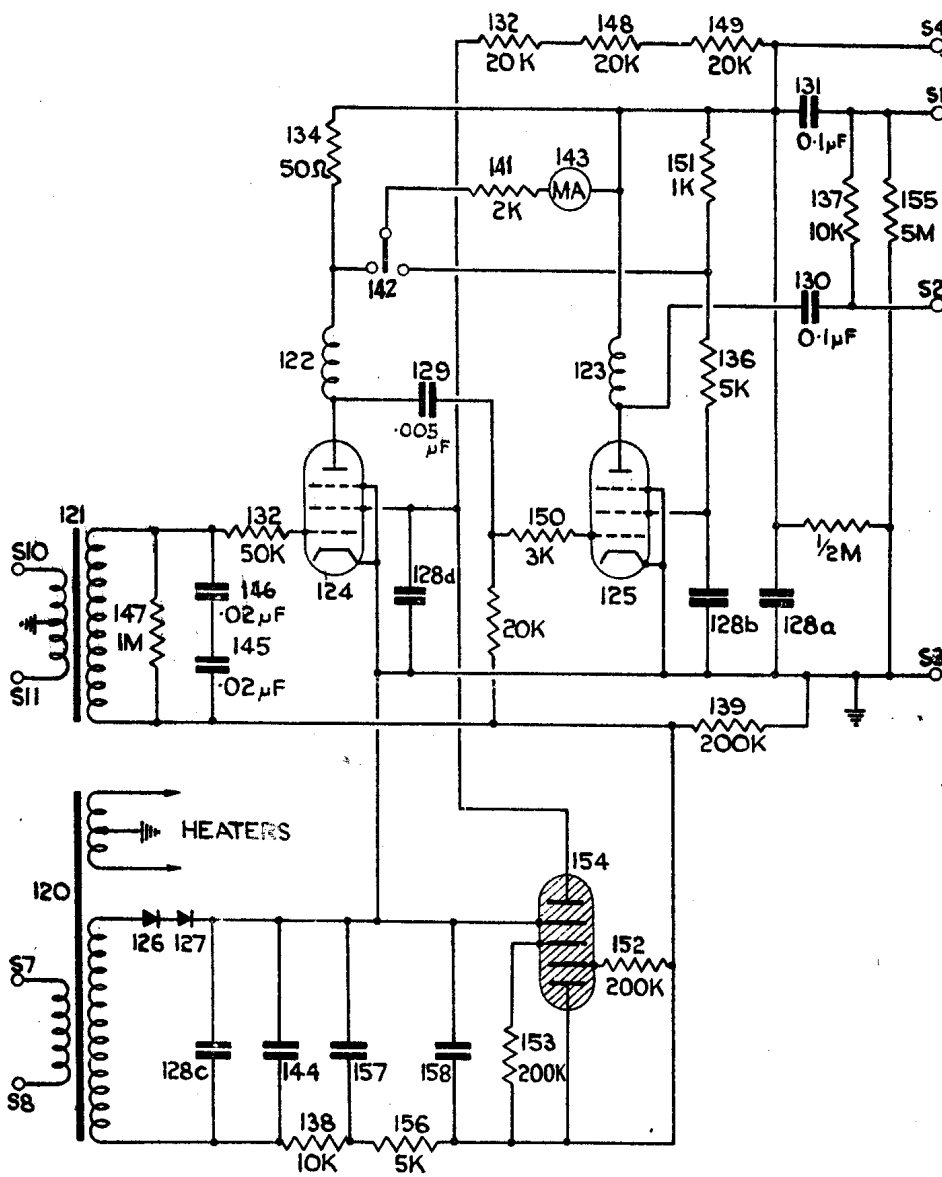 132
20K
148
20K
149
20K
S4
131
0.1µF
S1
134
50Ω
141
2K
143
MA
151
1K
137
10K
155
5M
142
130
0.1µF
S2
122
129
.005
µF
123
136
5K
121
S10
132
50K
124
128d
150
3K
125
½M
147
1M
146
.02µF
145
.02µF
20K
128b
128a
S11
S3
139
200K
HEATERS
120
154
126
127
152
200K
S7
128c
144
157
158
153
200K
S8
138
10K
156
5K